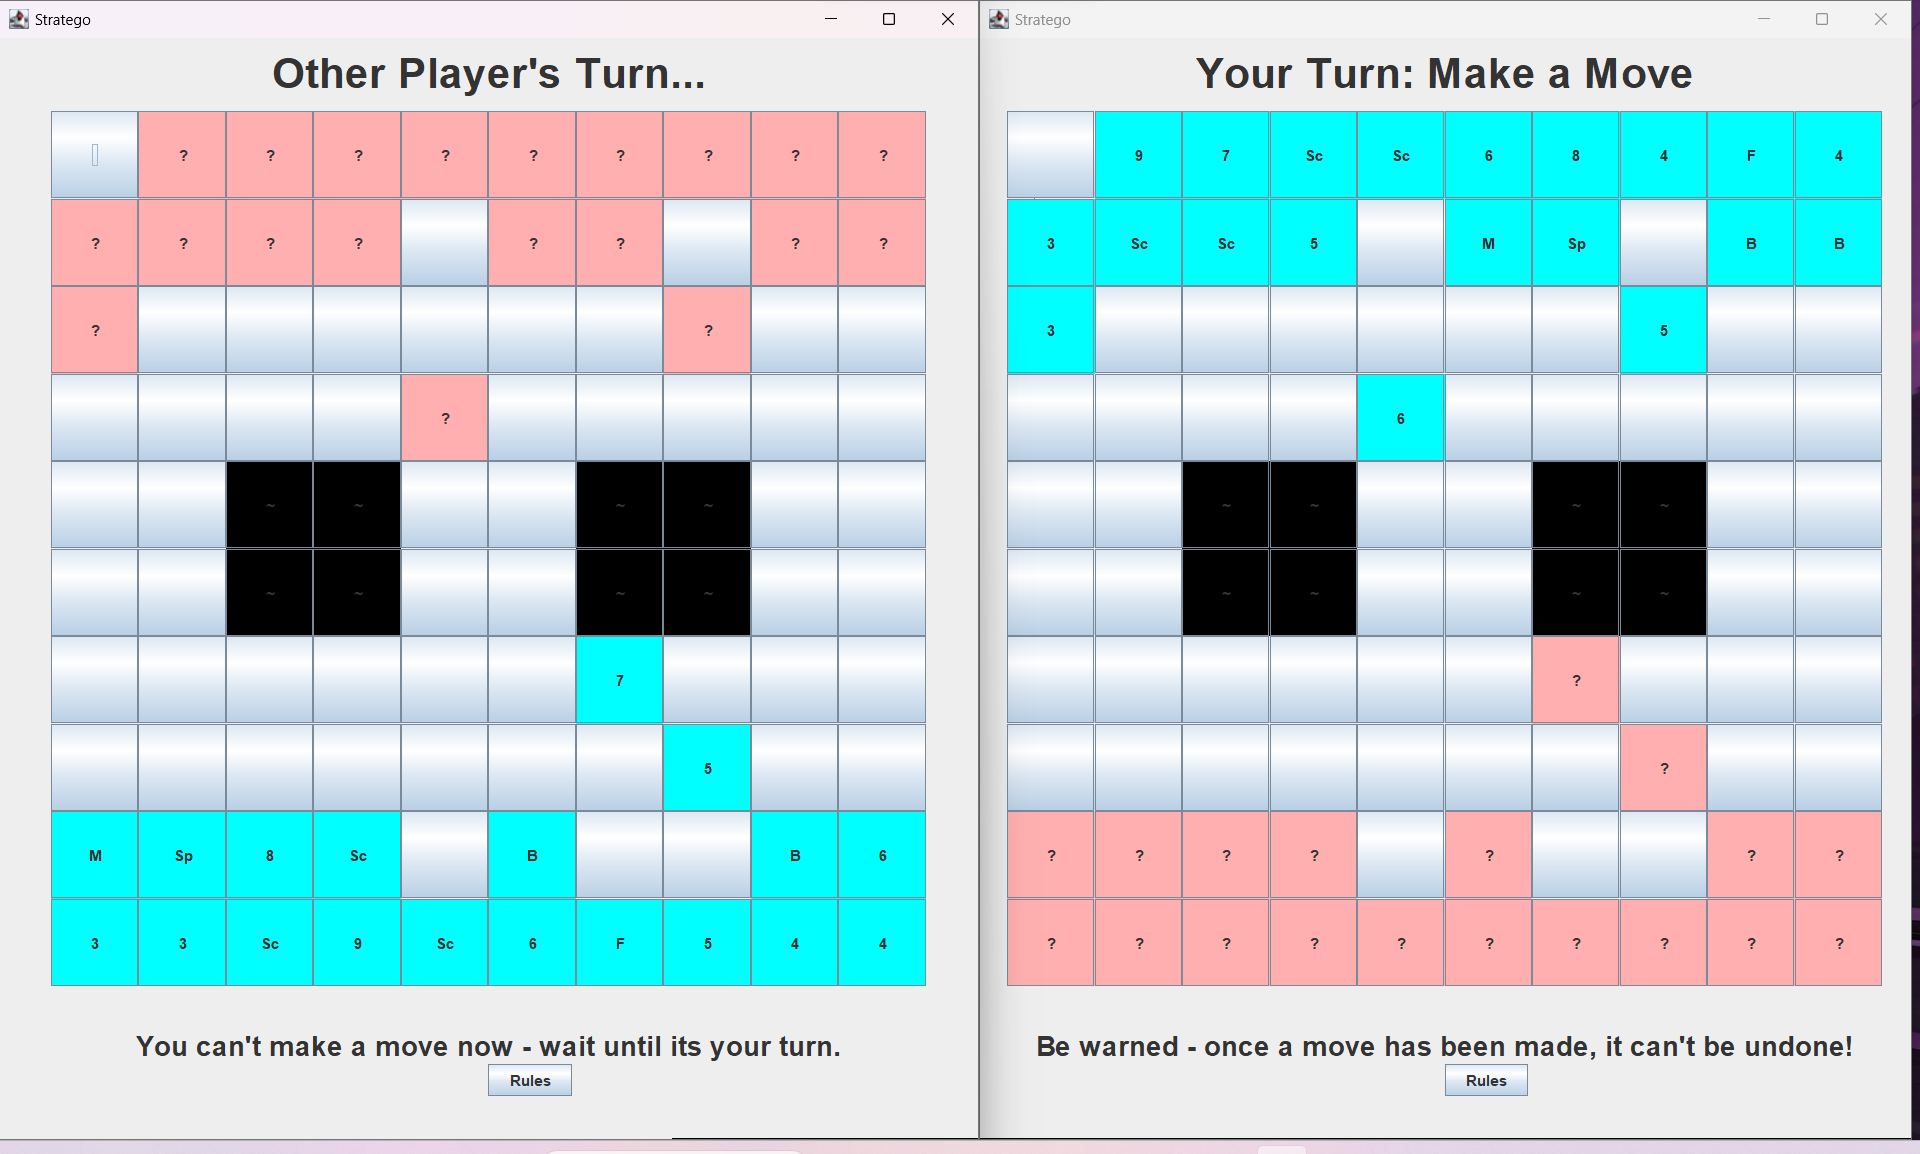 Stratego
Other Player's Turn...
? ? ? ? ? ? ? ? ?
? ? ? ? ? ? ? ?
? ?
?
~ ~ ~ ~
~ ~ ~ ~
7
5
M Sp 8 Sc B B 6
3 3 Sc 9 Sc 6 F 5 4 4
You can't make a move now - wait until its your turn.
Rules
Stratego
Your Turn: Make a Move
9 7 Sc Sc 6 8 4 F 4
3 Sc Sc 5 M Sp B B
3 5
6
~ ~ ~ ~
~ ~ ~ ~
?
?
? ? ? ? ? ? ?
? ? ? ? ? ? ? ? ? ?
Be warned - once a move has been made, it can't be undone!
Rules